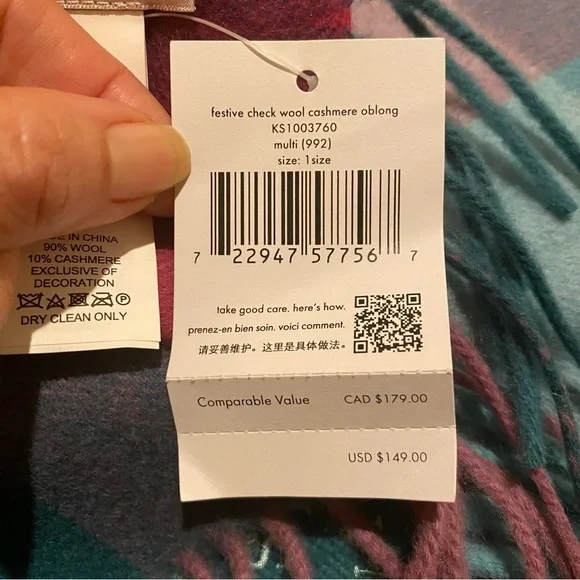 festive check wool cashmere oblong
KS1003760
multi (992)
size: 1size
7 22947 57756 7
take good care. here's how.
prenez-en bien soin. voici comment.
请妥善维护。这里是具体做法。
Comparable Value CAD $179.00
USD $149.00
IN CHINA
90% WOOL
10% CASHMERE
EXCLUSIVE OF
DECORATION
DRY CLEAN ONLY